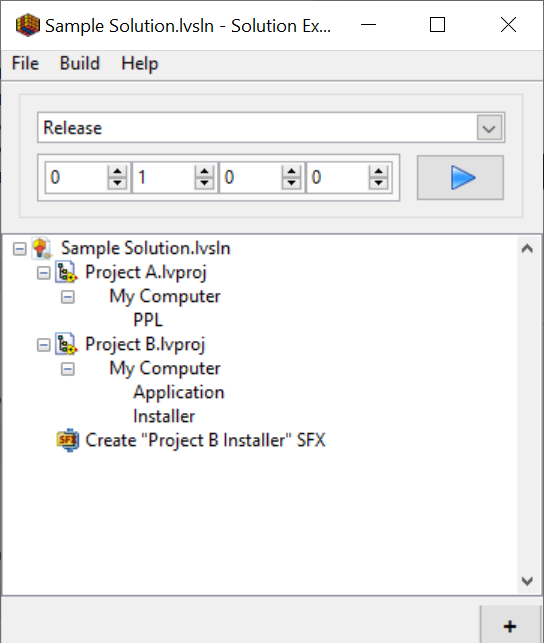 Sample Solution.lvsln - Solution Ex...
File Build Help
Release
0 1 0 0
Sample Solution.lvsln
Project A.lvproj
My Computer
PPL
Project B.lvproj
My Computer
Application
Installer
SFX Create "Project B Installer" SFX
+